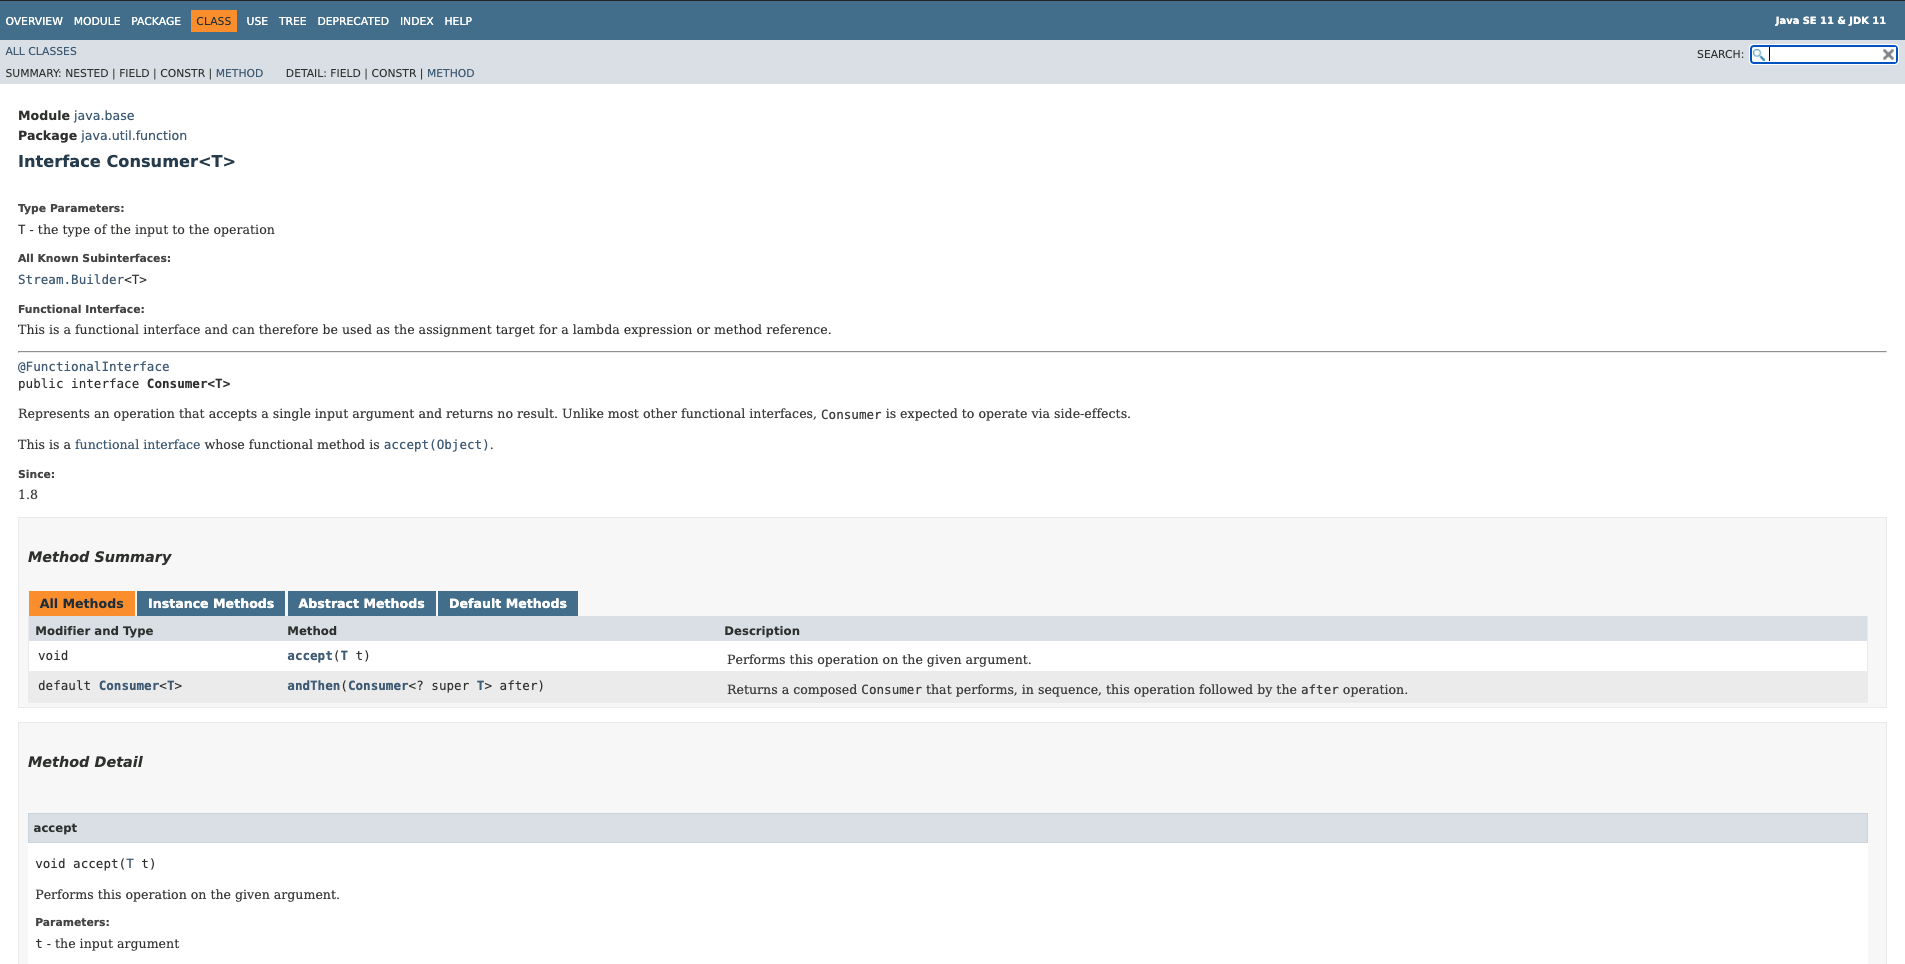 OVERVIEW MODULE PACKAGE CLASS USE TREE DEPRECATED INDEX HELP
Java SE 11 & JDK 11
ALL CLASSES
SEARCH:
SUMMARY: NESTED | FIELD | CONSTR | METHOD DETAIL: FIELD | CONSTR | METHOD
Module java.base
Package java.util.function
Interface Consumer<T>
Type Parameters:
T - the type of the input to the operation
All Known Subinterfaces:
Stream.Builder<T>
Functional Interface:
This is a functional interface and can therefore be used as the assignment target for a lambda expression or method reference.
@FunctionalInterface
public interface Consumer<T>
Represents an operation that accepts a single input argument and returns no result. Unlike most other functional interfaces, Consumer is expected to operate via side-effects.
This is a functional interface whose functional method is accept(Object).
Since:
1.8
Method Summary
All Methods Instance Methods Abstract Methods Default Methods
Modifier and Type Method Description
void accept(T t) Performs this operation on the given argument.
default Consumer<T> andThen(Consumer<? super T> after) Returns a composed Consumer that performs, in sequence, this operation followed by the after operation.
Method Detail
accept
void accept(T t)
Performs this operation on the given argument.
Parameters:
t - the input argument